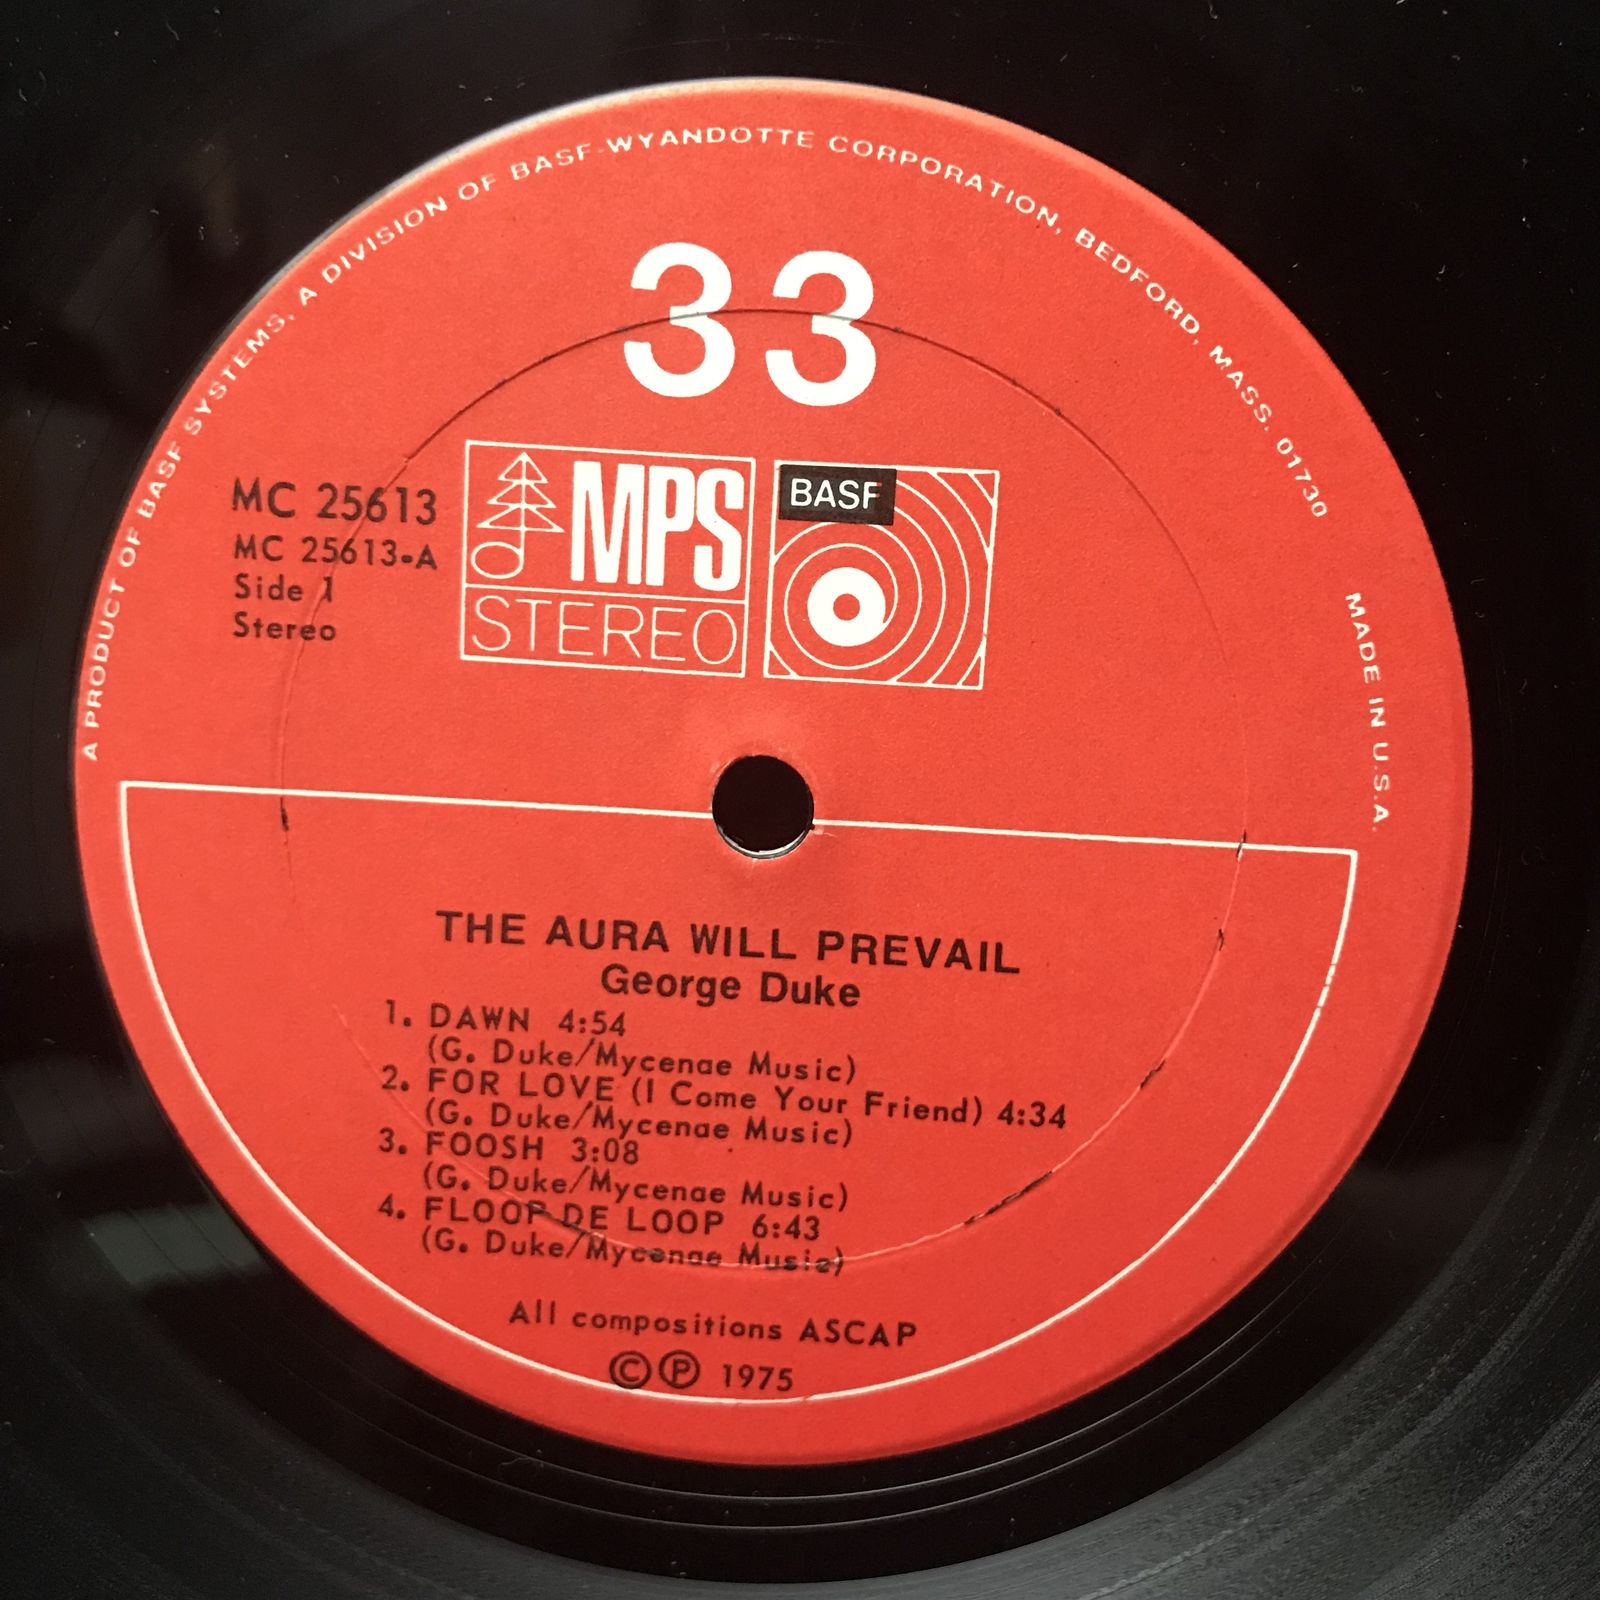 A PRODUCT OF BASF SYSTEMS, A DIVISION OF BASF-WYANDOTTE CORPORATION, BEDFORD, MASS. 01730
MADE IN U.S.A.
33
MC 25613
MC 25613-A
Side 1
Stereo
MPS
STEREO
BASF
THE AURA WILL PREVAIL
George Duke
1. DAWN 4:54
(G. Duke/Mycenae Music)
2. FOR LOVE (I Come Your Friend) 4:34
(G. Duke/Mycenae Music)
3. FOOSH 3:08
(G. Duke/Mycenae Music)
4. FLOOP DE LOOP 6:43
(G. Duke/Mycenae Music)
All compositions ASCAP
©℗ 1975